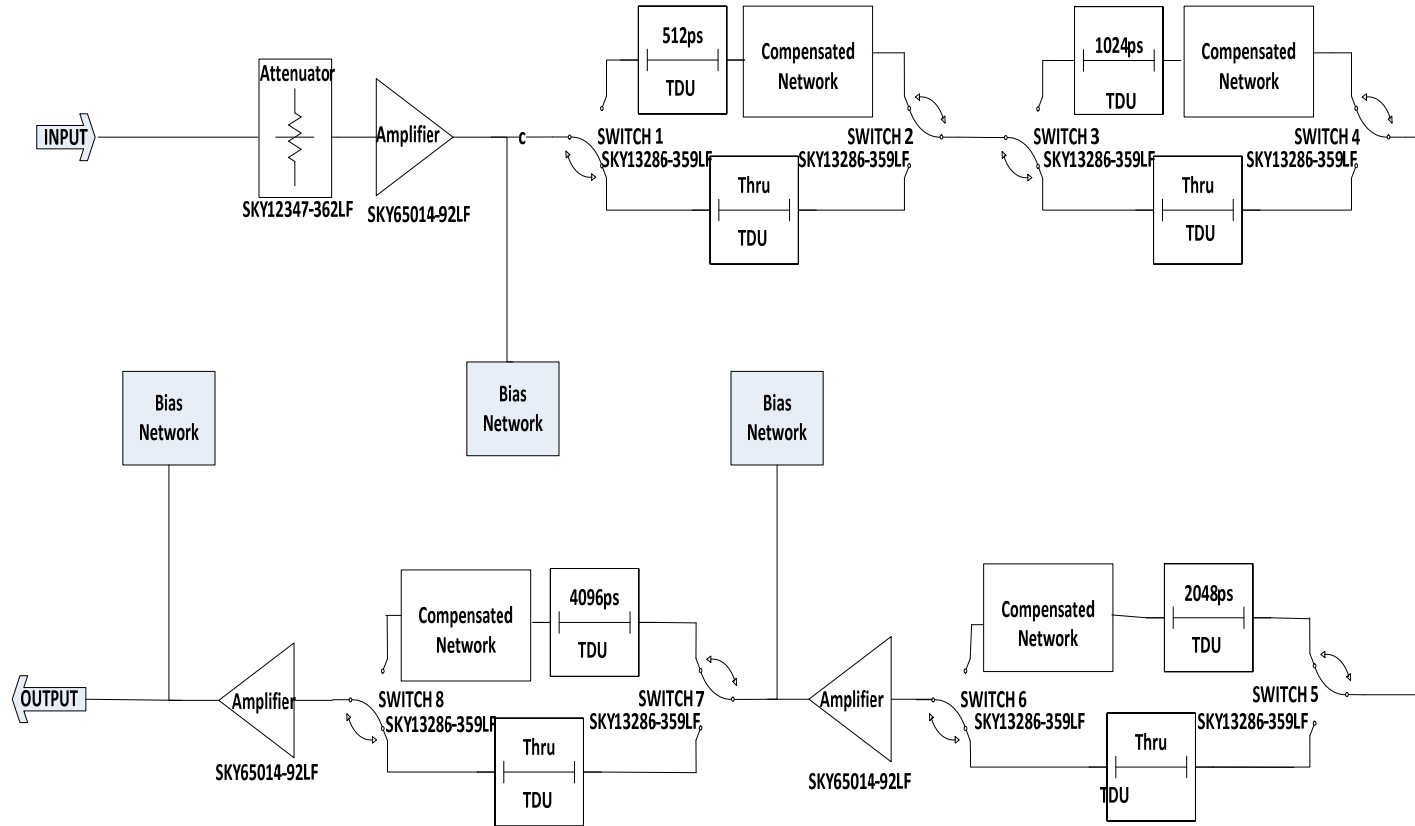 INPUT
Attenuator
SKY12347-362LF
Amplifier
SKY65014-92LF
C
SWITCH 1
SKY13286-359LF
512ps
TDU
Compensated
Network
Thru
TDU
SWITCH 2
SKY13286-359LF
SWITCH 3
SKY13286-359LF
1024ps
TDU
Compensated
Network
Thru
TDU
SWITCH 4
SKY13286-359LF
Bias
Network
Bias
Network
Bias
Network
OUTPUT
Amplifier
SKY65014-92LF
SWITCH 8
SKY13286-359LF
Compensated
Network
4096ps
TDU
Thru
TDU
SWITCH 7
SKY13286-359LF
Amplifier
SKY65014-92LF
SWITCH 6
SKY13286-359LF
Compensated
Network
2048ps
TDU
Thru
TDU
SWITCH 5
SKY13286-359LF